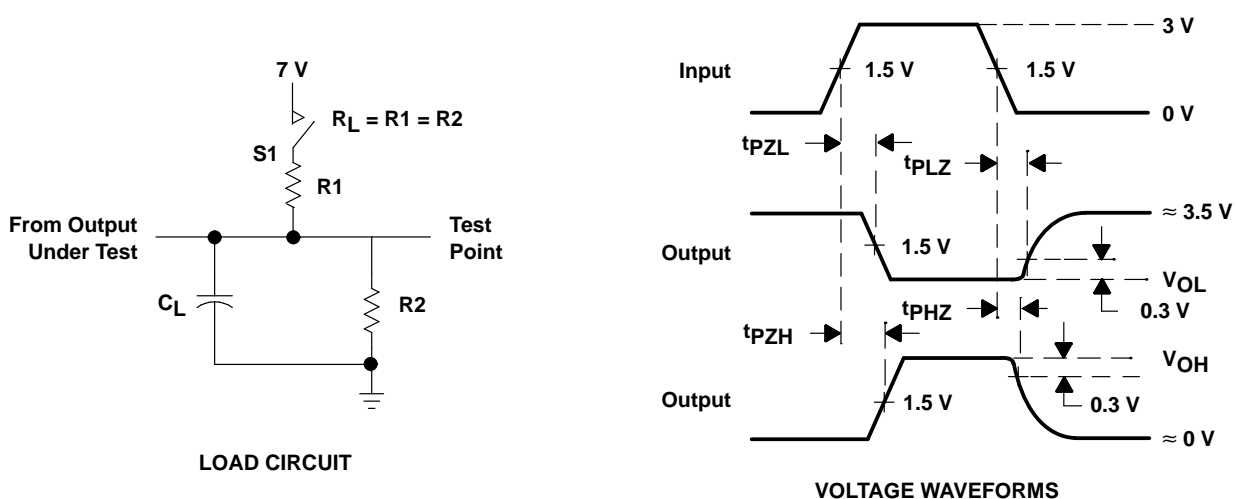 7 V
RL = R1 = R2
S1
R1
From Output
Under Test
Test
Point
CL
R2
LOAD CIRCUIT
3 V
Input
1.5 V
1.5 V
0 V
tPZL
tPLZ
≈ 3.5 V
Output
1.5 V
VOL
0.3 V
tPHZ
tPZH
VOH
Output
1.5 V
0.3 V
≈ 0 V
VOLTAGE WAVEFORMS